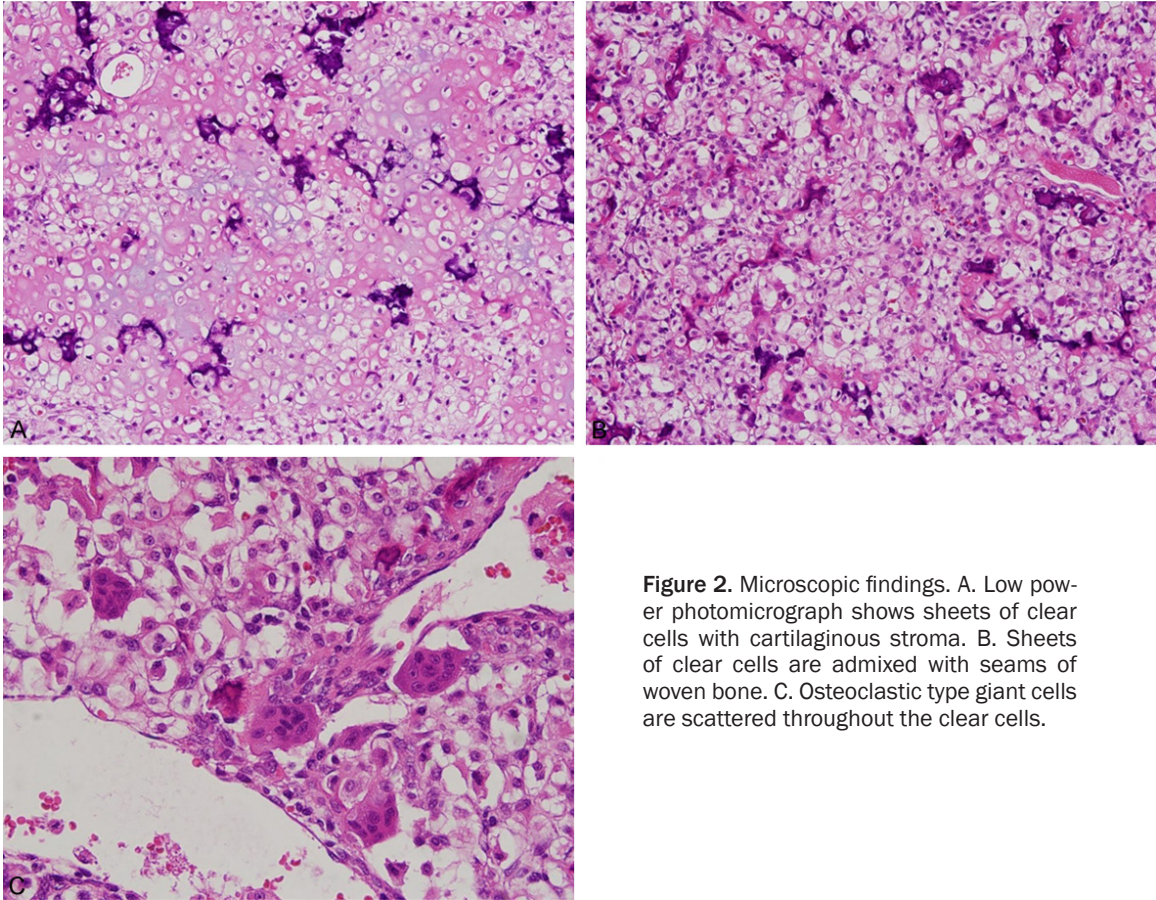 A
B
C
Figure 2. Microscopic findings. A. Low pow-
er photomicrograph shows sheets of clear
cells with cartilaginous stroma. B. Sheets
of clear cells are admixed with seams of
woven bone. C. Osteoclastic type giant cells
are scattered throughout the clear cells.